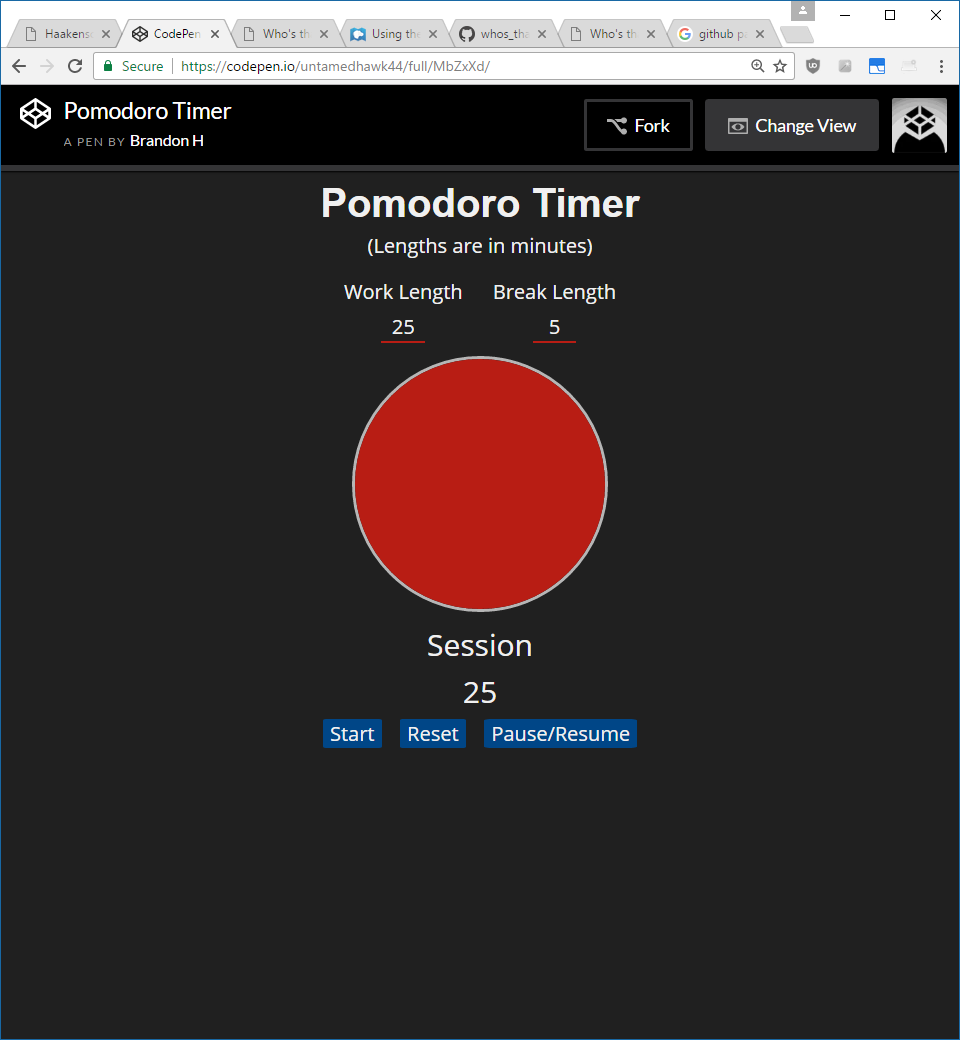 Haakens
CodePen
Who's th
Using the
whos_tha
Who's th
github pa
Secure https://codepen.io/untamedhawk44/full/MbZxXd/
Pomodoro Timer
A PEN BY Brandon H
Fork
Change View
Pomodoro Timer
(Lengths are in minutes)
Work Length Break Length
25 5
Session
25
Start Reset Pause/Resume